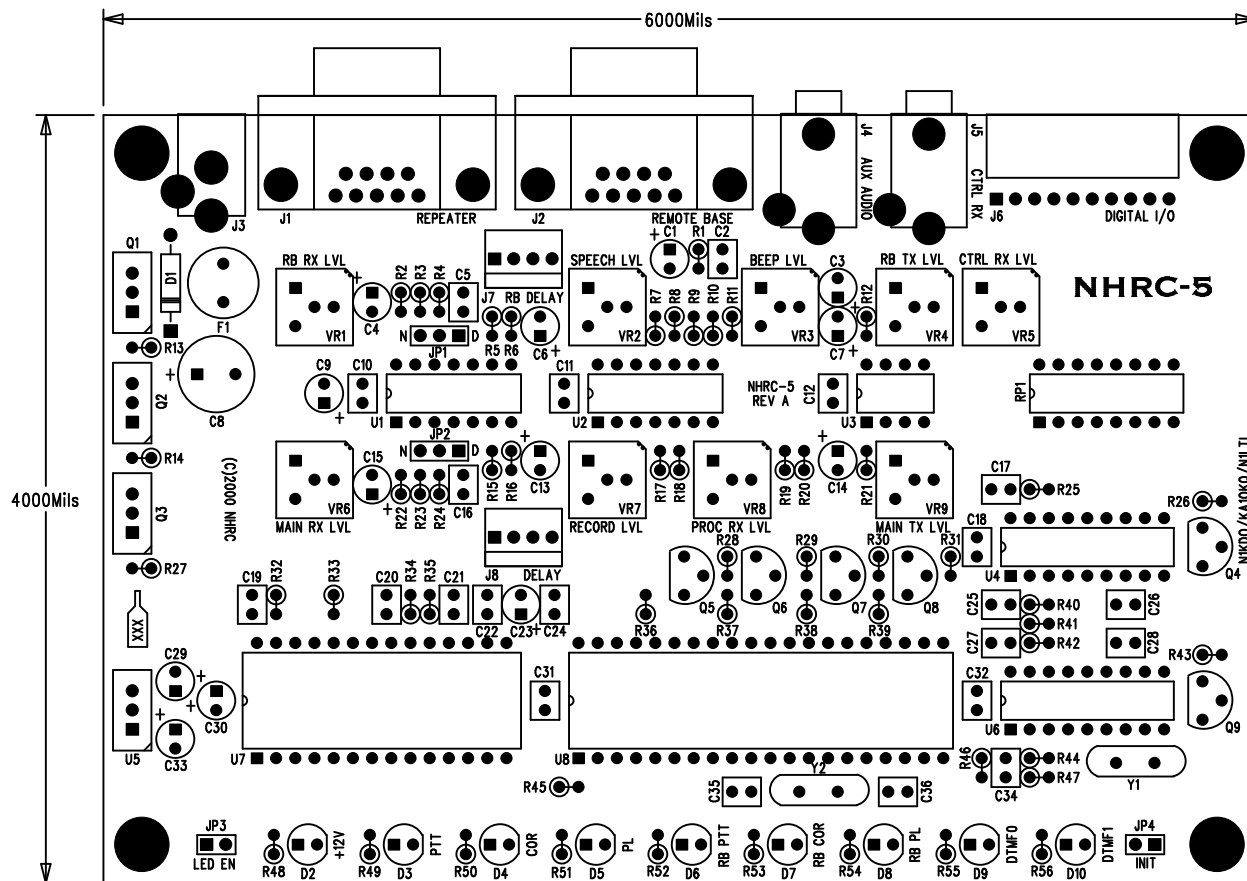 6000Mils
4000Mils
J3
J1
REPEATER
J2
REMOTE BASE
J4
AUX AUDIO
J5
CTRL RX
J6
DIGITAL I/O
Q1
D1
F1
RB RX LVL
VR1
C4
R2
R3
R4
C5
J7
RB DELAY
N
D
JP1
R5
R6
C6
SPEECH LVL
VR2
C1
R1
C2
R7
R8
R9
R10
R11
BEEP LVL
VR3
C3
C7
R12
RB TX LVL
VR4
CTRL RX LVL
VR5
NHRC-5
R13
Q2
C8
C9
C10
U1
C11
U2
NHRC-5
REV A
C12
U3
RP1
R14
Q3
(C)2000 NHRC
MAIN RX LVL
VR6
C15
N
D
JP2
R22
R23
R24
C16
R15
R16
C13
RECORD LVL
VR7
R17
R18
PROC RX LVL
VR8
R19
R20
C14
R21
MAIN TX LVL
VR9
C17
R25
R26
C18
U4
Q4
N1KDO/KA1OKQ/N1LTL
R27
XXX
C19
R32
R33
C20
R34
R35
C21
J8
DELAY
C22
C23
C24
R36
Q5
R28
R37
Q6
R29
R38
Q7
R30
R39
Q8
R31
C25
R40
R41
C26
C27
R42
C28
R43
C29
C30
U5
C33
U7
C31
U8
C32
U6
Q9
R45
C35
Y2
C36
R46
C34
R44
R47
Y1
JP3
LED EN
R48
D2
+12V
R49
D3
PTT
R50
D4
COR
R51
D5
PL
R52
D6
RB PTT
R53
D7
RB COR
R54
D8
RB PL
R55
D9
DTMF0
R56
D10
DTMF1
JP4
INIT